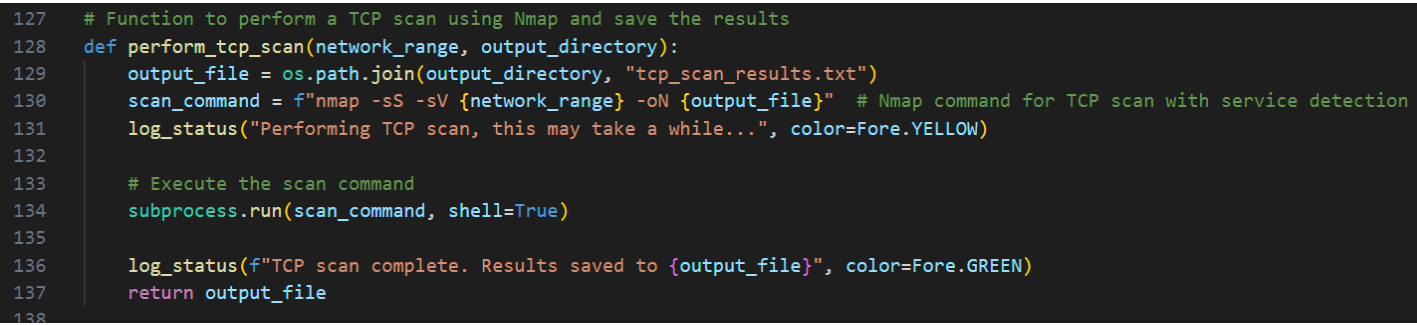 127 # Function to perform a TCP scan using Nmap and save the results
128 def perform_tcp_scan(network_range, output_directory):
129     output_file = os.path.join(output_directory, "tcp_scan_results.txt")
130     scan_command = f"nmap -sS -sV {network_range} -oN {output_file}"  # Nmap command for TCP scan with service detection
131     log_status("Performing TCP scan, this may take a while...", color=Fore.YELLOW)
132
133     # Execute the scan command
134     subprocess.run(scan_command, shell=True)
135
136     log_status(f"TCP scan complete. Results saved to {output_file}", color=Fore.GREEN)
137     return output_file
138